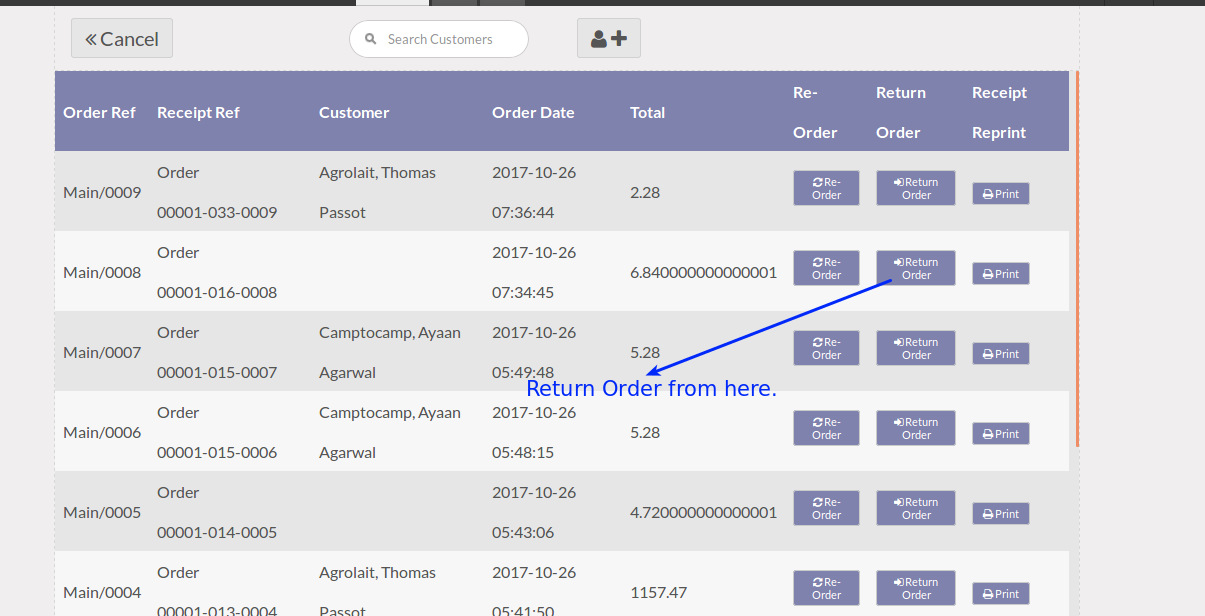 Cancel
Search Customers
Order Ref Receipt Ref Customer Order Date Total Re-Order Return Order Receipt Reprint
Main/0009 Order 00001-033-0009 Agrolait, Thomas Passot 2017-10-26 07:36:44 2.28 Re-Order Return Order Print
Main/0008 Order 00001-016-0008 2017-10-26 07:34:45 6.840000000000001 Re-Order Return Order Print
Main/0007 Order 00001-015-0007 Camptocamp, Ayaan Agarwal 2017-10-26 05:49:48 5.28 Re-Order Return Order Print
Return Order from here.
Main/0006 Order 00001-015-0006 Camptocamp, Ayaan Agarwal 2017-10-26 05:48:15 5.28 Re-Order Return Order Print
Main/0005 Order 00001-014-0005 2017-10-26 05:43:06 4.720000000000001 Re-Order Return Order Print
Main/0004 Order 00001-013-0004 Agrolait, Thomas Passot 2017-10-26 05:41:50 1157.47 Re-Order Return Order Print